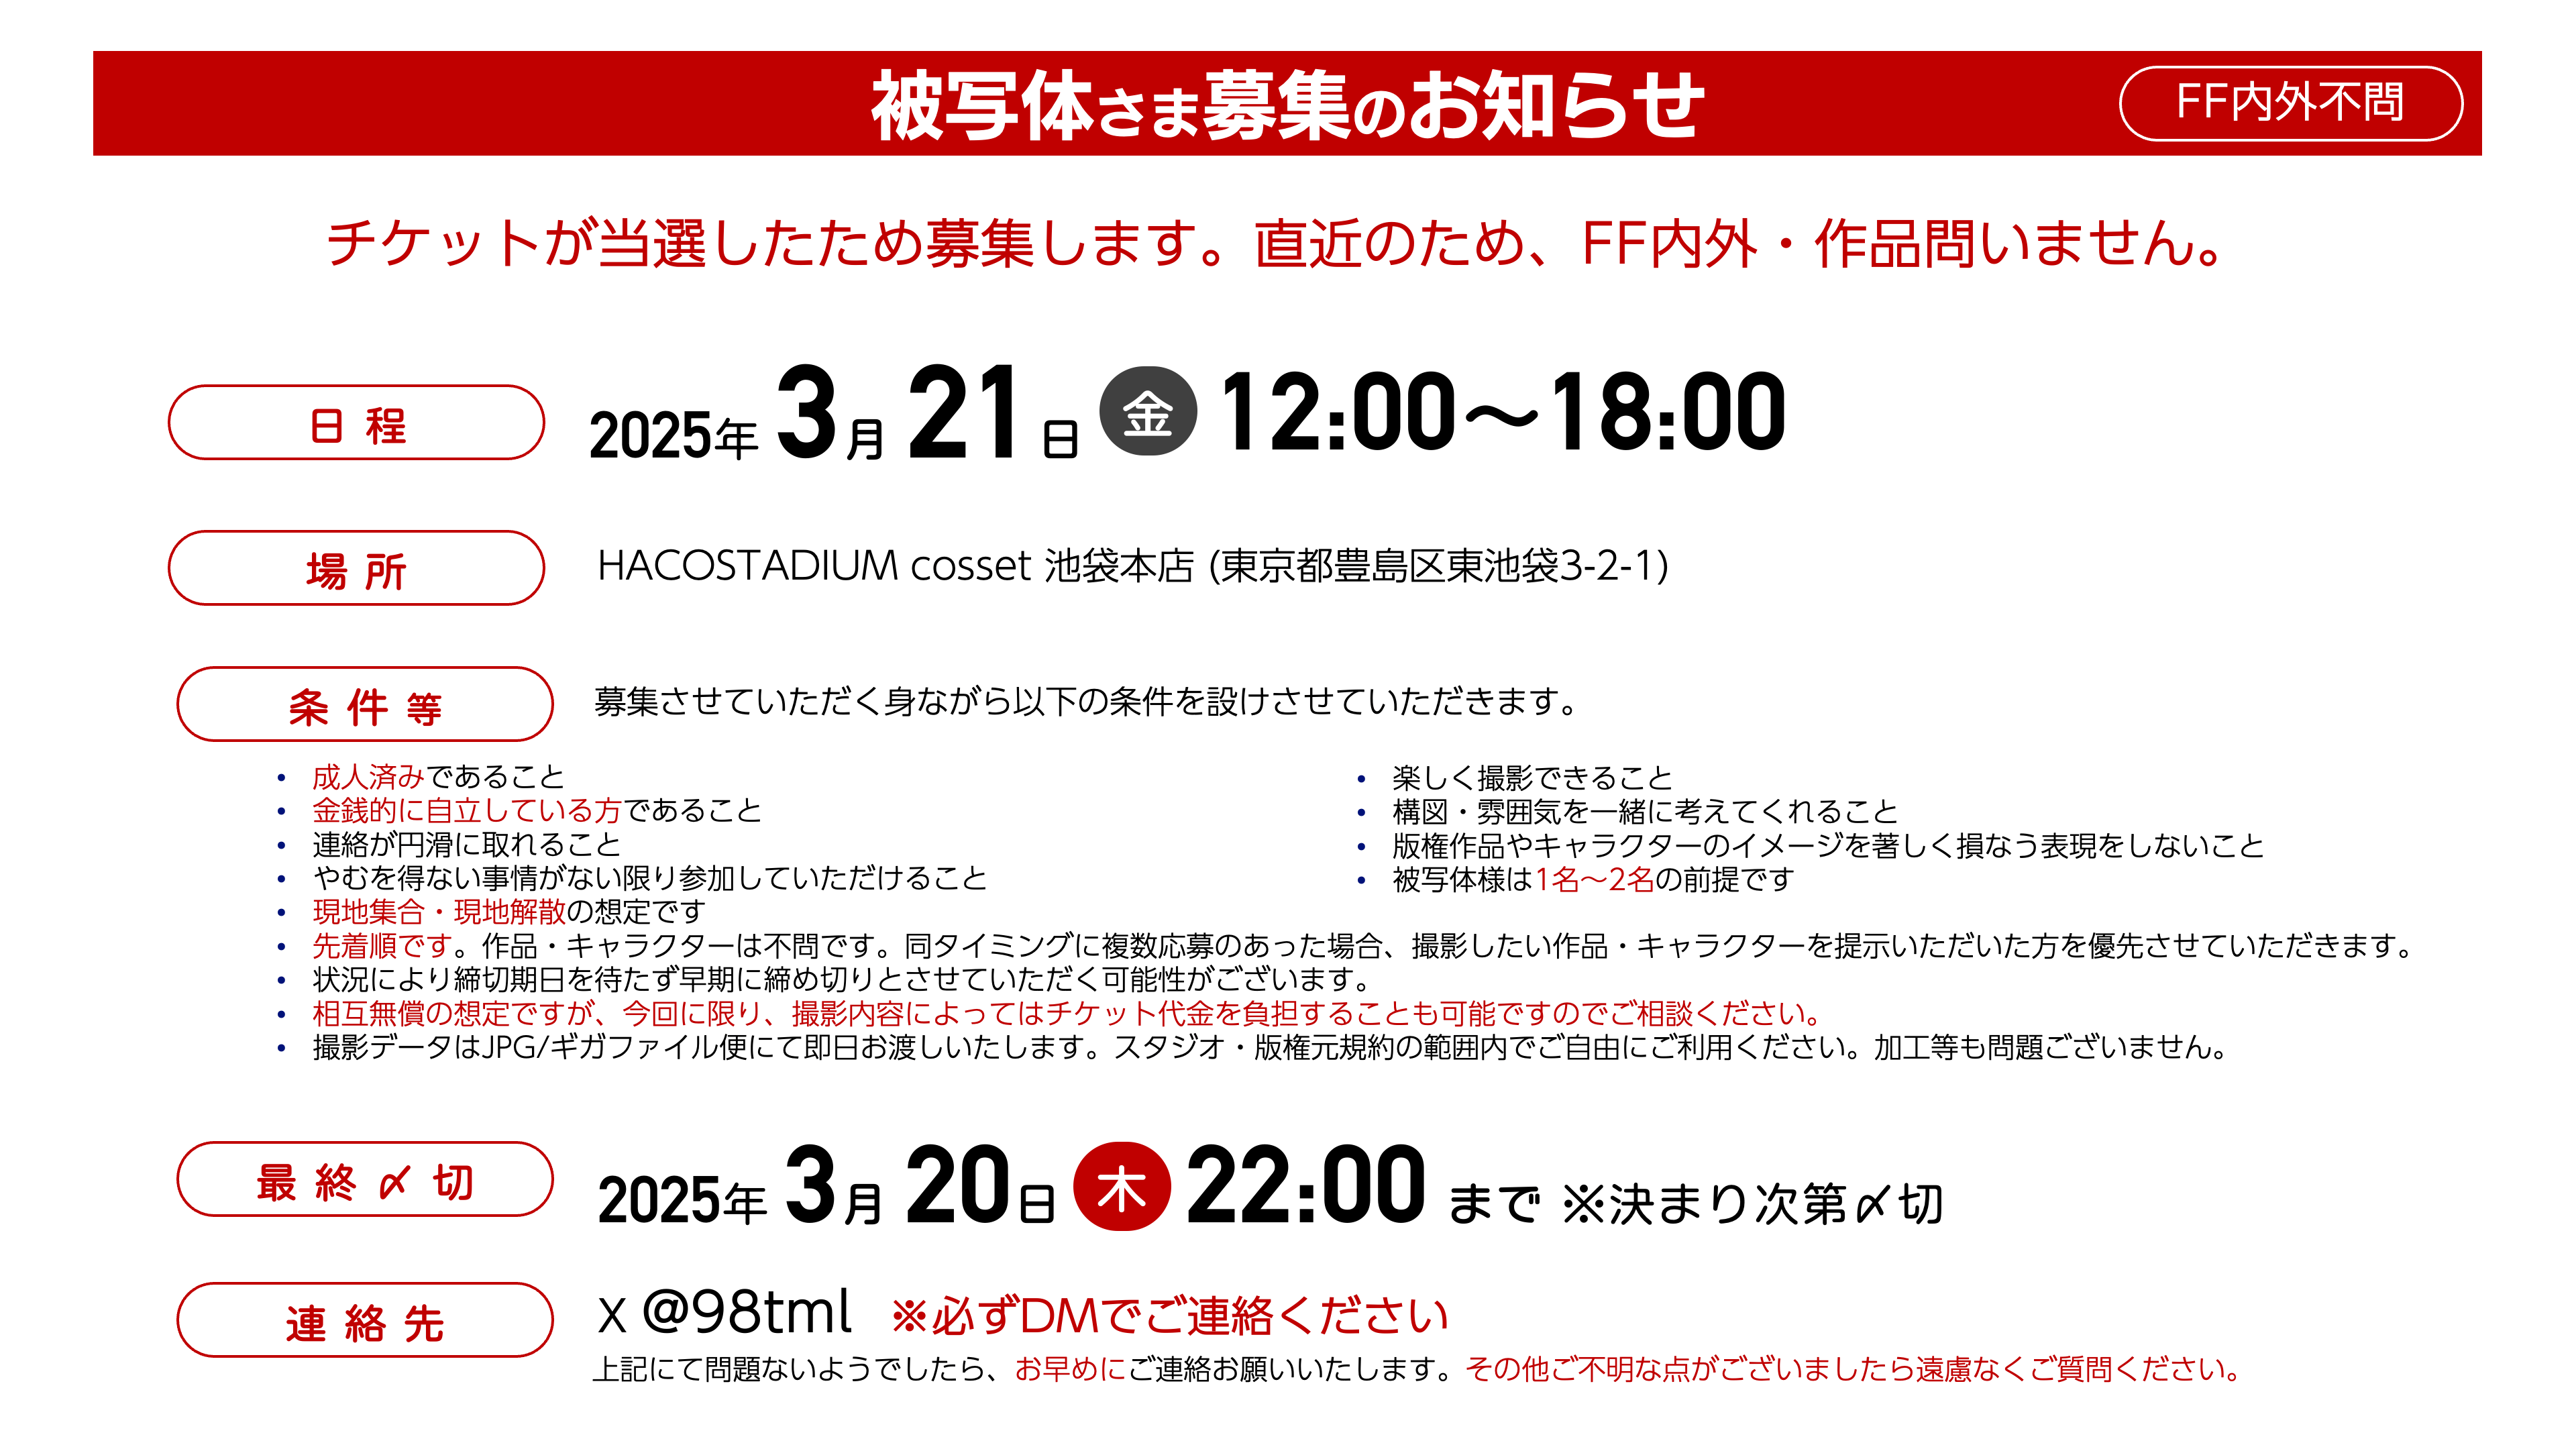 被写体さま募集のお知らせ
FF内外不問
チケットが当選したため募集します。直近のため、FF内外・作品問いません。
日程
2025年 3月 21日 金 12:00～18:00
場所
HACOSTADIUM cosset 池袋本店 (東京都豊島区東池袋3-2-1)
条件等
募集させていただく身ながら以下の条件を設けさせていただきます。
• 成人済みであること
• 金銭的に自立している方であること
• 連絡が円滑に取れること
• やむを得ない事情がない限り参加していただけること
• 現地集合・現地解散の想定です
• 楽しく撮影できること
• 構図・雰囲気を一緒に考えてくれること
• 版権作品やキャラクターのイメージを著しく損なう表現をしないこと
• 被写体様は1名～2名の前提です
• 先着順です。作品・キャラクターは不問です。同タイミングに複数応募のあった場合、撮影したい作品・キャラクターを提示いただいた方を優先させていただきます。
• 状況により締切期日を待たず早期に締め切りとさせていただく可能性がございます。
• 相互無償の想定ですが、今回に限り、撮影内容によってはチケット代金を負担することも可能ですのでご相談ください。
• 撮影データはJPG/ギガファイル便にて即日お渡しいたします。スタジオ・版権元規約の範囲内でご自由にご利用ください。加工等も問題ございません。
最終〆切
2025年 3月 20日 木 22:00 まで ※決まり次第〆切
連絡先
X @98tml ※必ずDMでご連絡ください
上記にて問題ないようでしたら、お早めにご連絡お願いいたします。その他ご不明な点がございましたら遠慮なくご質問ください。